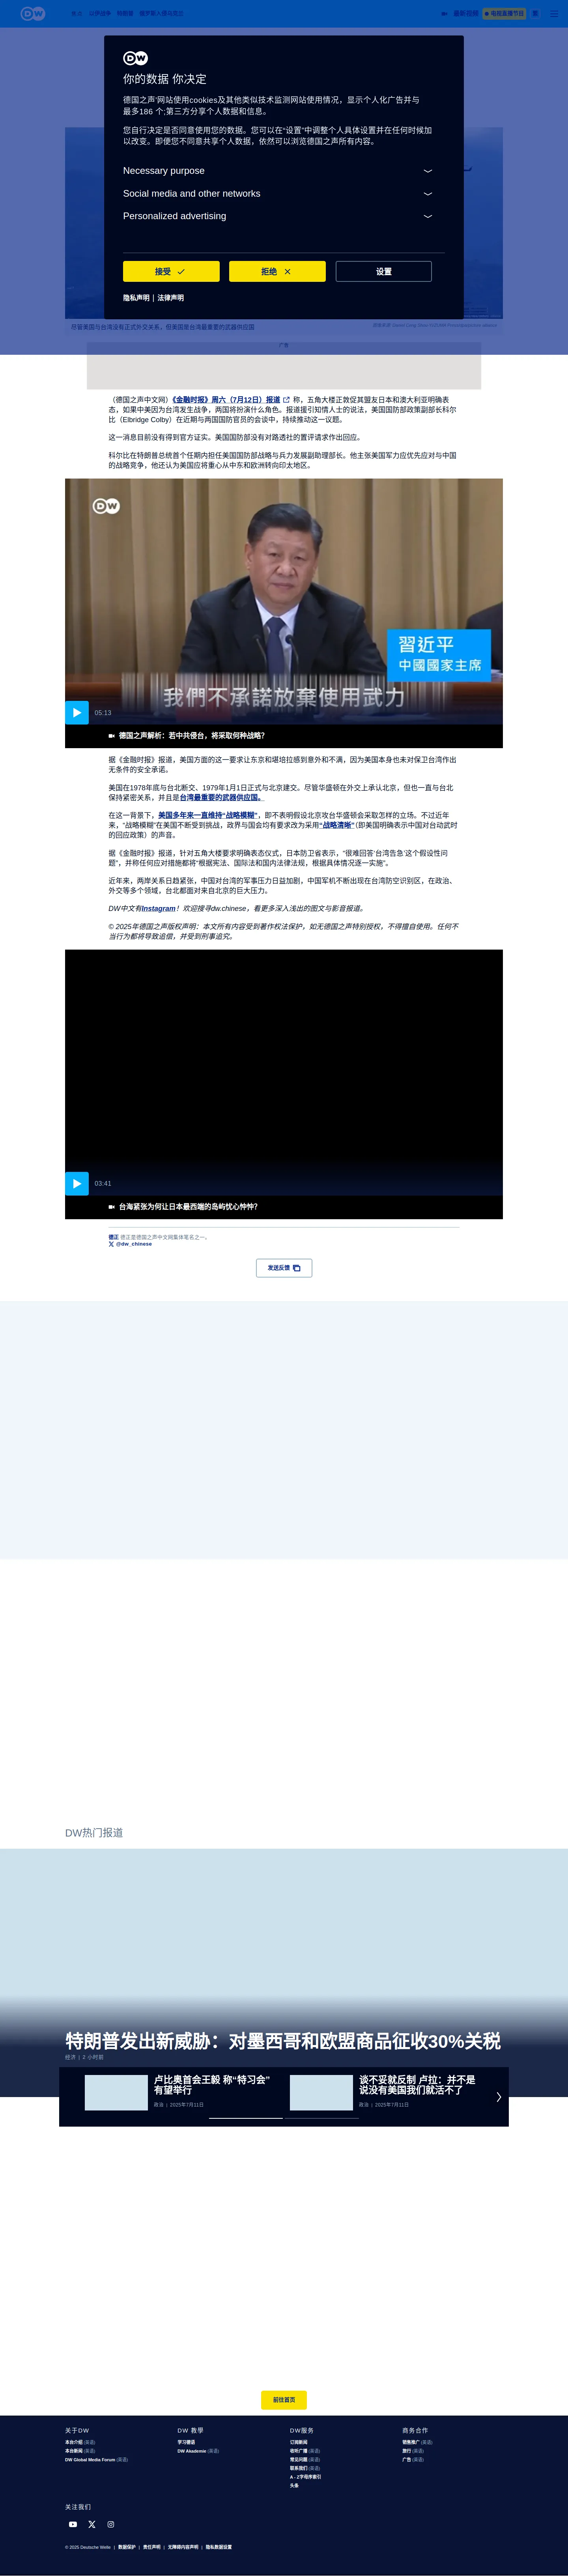 DW
最新视频
电视直播节目
DW
你的数据 你决定
德国之声’网站使用cookies及其他类似技术监测网站使用情况，显示个人化广告并与
最多186 个;第三方分享个人数据和信息。
您自行决定是否同意使用您的数据。您可以在“设置”中调整个人具体设置并在任何时候加
以改变。即使您不同意共享个人数据，依然可以浏览德国之声所有内容。
Necessary purpose
Social media and other networks
Personalized advertising
接受
拒绝
设置
隐私声明 | 法律声明
尽管美国与台湾没有正式外交关系，但美国是台湾最重要的武器供应国
广告
（德国之声中文网）《金融时报》周六（7月12日）报道 称，五角大楼正敦促其盟友日本和澳大利亚明确表
态，如果中美因为台湾发生战争，两国将扮演什么角色。报道援引知情人士的说法，美国国防部政策副部长科尔
比（Elbridge Colby）在近期与两国国防官员的会谈中，持续推动这一议题。
这一消息目前没有得到官方证实。美国国防部没有对路透社的置评请求作出回应。
科尔比在特朗普总统首个任期内担任美国国防部战略与兵力发展副助理部长。他主张美国军力应优先应对与中国
的战略竞争，他还认为美国应将重心从中东和欧洲转向印太地区。
DW
習近平
中國國家主席
我們不承諾放棄使用武力
05:13
德国之声解析：若中共侵台，将采取何种战略？
据《金融时报》报道，美国方面的这一要求让东京和堪培拉感到意外和不满，因为美国本身也未对保卫台湾作出
无条件的安全承诺。
美国在1978年底与台北断交、1979年1月1日正式与北京建交。尽管华盛顿在外交上承认北京，但也一直与台北
保持紧密关系，并且是台湾最重要的武器供应国。
在这一背景下，美国多年来一直维持“战略模糊”，即不表明假设北京攻台华盛顿会采取怎样的立场。不过近年
来，“战略模糊”在美国不断受到挑战，政界与国会均有要求改为采用“战略清晰”（即美国明确表示中国对台动武时
的回应政策）的声音。
据《金融时报》报道，针对五角大楼要求明确表态仪式，日本防卫省表示，“很难回答‘台湾告急’这个假设性问
题”，并称任何应对措施都将“根据宪法、国际法和国内法律法规，根据具体情况逐一实施”。
近年来，两岸关系日趋紧张，中国对台湾的军事压力日益加剧，中国军机不断出现在台湾防空识别区，在政治、
外交等多个领域，台北都面对来自北京的巨大压力。
DW中文有Instagram！欢迎搜寻dw.chinese，看更多深入浅出的图文与影音报道。
© 2025年德国之声版权声明：本文所有内容受到著作权法保护，如无德国之声特别授权，不得擅自使用。任何不
当行为都将导致追偿，并受到刑事追究。
03:41
台海紧张为何让日本最西端的岛屿忧心忡忡？
德正 德正是德国之声中文网集体笔名之一。
@dw_chinese
发送反馈
DW热门报道
特朗普发出新威胁：对墨西哥和欧盟商品征收30%关税
经济 | 2 小时前
卢比奥首会王毅 称“特习会”
有望举行
政治 | 2025年7月11日
谈不妥就反制 卢拉：并不是
说没有美国我们就活不了
政治 | 2025年7月11日
前往首页
关于DW
本台介绍 (英语)
本台新闻 (英语)
DW Global Media Forum (英语)
DW 教學
学习德语
DW Akademie (英语)
DW服务
订阅新闻
收听广播 (英语)
常见问题 (英语)
联系我们 (英语)
A - Z字母序索引
头条
商务合作
销售推广 (英语)
旅行 (英语)
广告 (英语)
关注我们
© 2025 Deutsche Welle | 数据保护 | 责任声明 | 无障碍内容声明 | 隐私数据设置